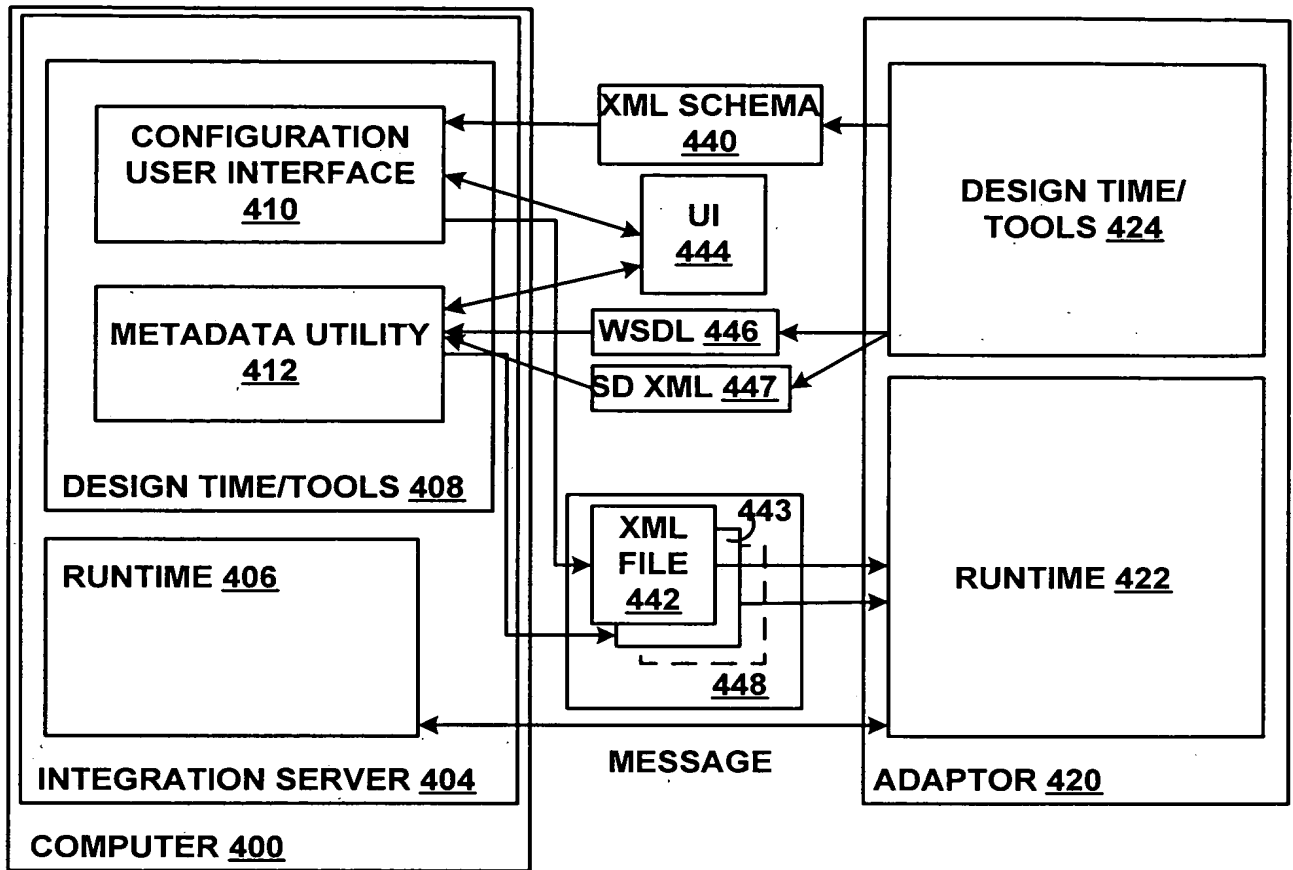 CONFIGURATION
USER INTERFACE
410
METADATA UTILITY
412
DESIGN TIME/TOOLS 408
RUNTIME 406
INTEGRATION SERVER 404
COMPUTER 400
XML SCHEMA
440
UI
444
WSDL 446
SD XML 447
443
XML
FILE
442
448
MESSAGE
DESIGN TIME/
TOOLS 424
RUNTIME 422
ADAPTOR 420